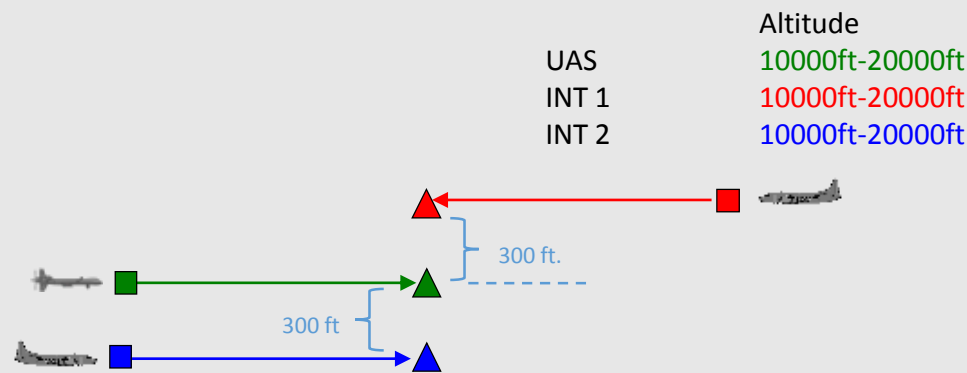 Altitude
UAS 10000ft-20000ft
INT 1 10000ft-20000ft
INT 2 10000ft-20000ft
300 ft.
300 ft